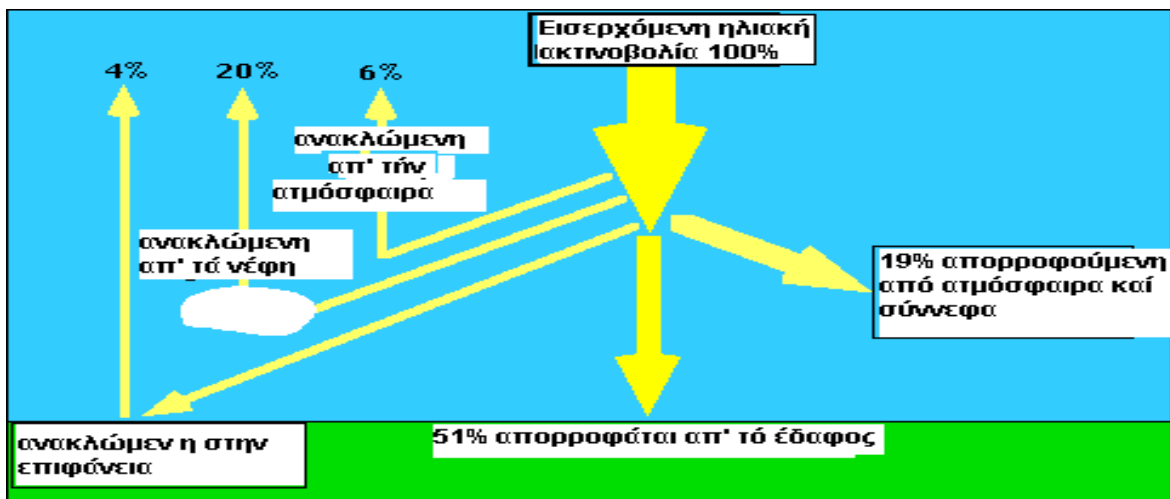 Εισερχόμενη ηλιακή
ακτινοβολία 100%
4%
20%
6%
ανακλώμενη
απ' τήν
ατμόσφαιρα
ανακλώμενη
απ' τά νέφη
19% απορροφούμενη
από ατμόσφαιρα καί
σύννεφα
ανακλώμεν η στην
επιφάνεια
51% απορροφάται απ' τό έδαφος